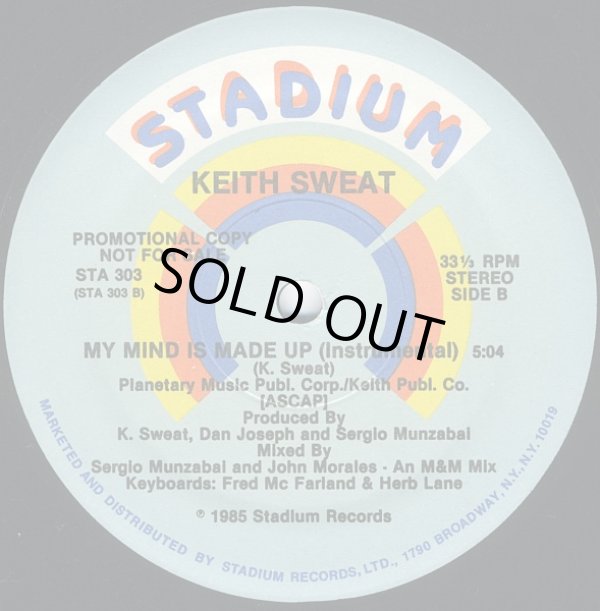 STADIUM
KEITH SWEAT
PROMOTIONAL COPY
NOT FOR SALE
STA 303
(STA 303 B)
33⅓ RPM
STEREO
SIDE B
SOLD OUT
MY MIND IS MADE UP (Instrumental) 5:04
(K. Sweat)
Planetary Music Publ. Corp./Keith Publ. Co.
[ASCAP]
Produced By
K. Sweat, Dan Joseph and Sergio Munzabal
Mixed By
Sergio Munzabal and John Morales - An M&M Mix
Keyboards: Fred Mc Farland & Herb Lane
℗ 1985 Stadium Records
MARKETED AND DISTRIBUTED BY STADIUM RECORDS, LTD., 1790 BROADWAY, N.Y., N.Y. 10019